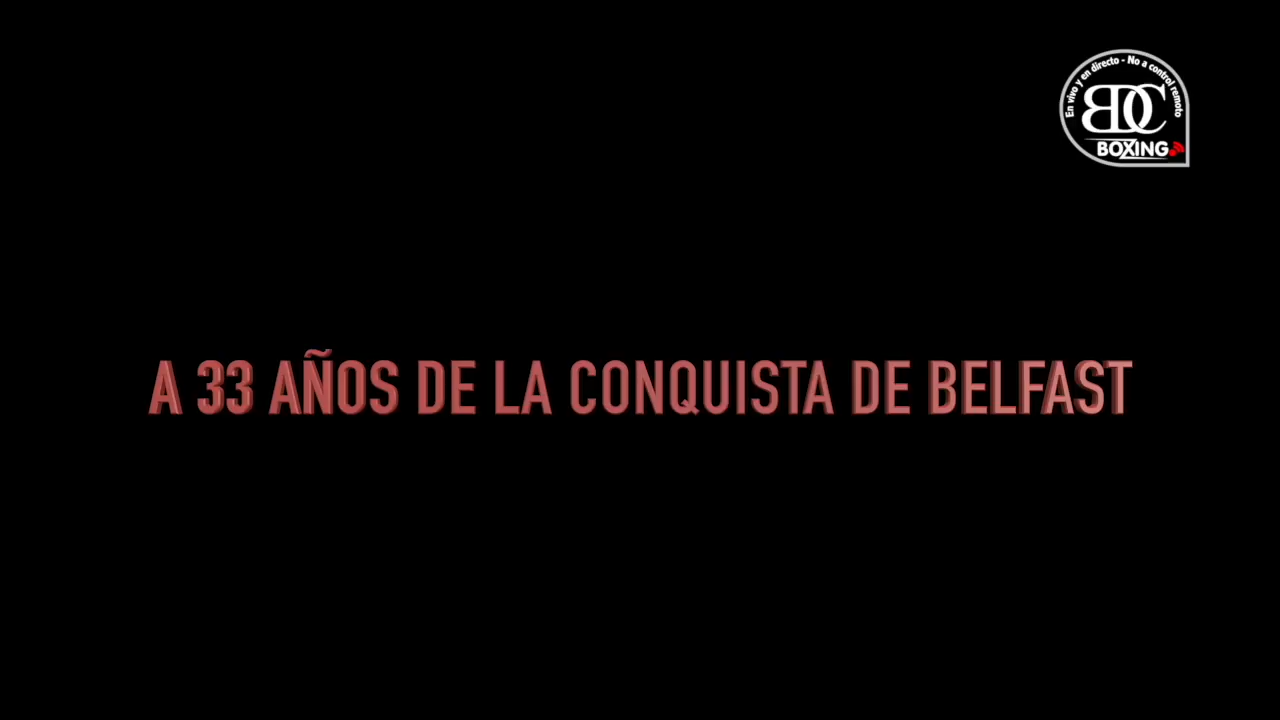 En vivo y en directo - No a control remoto
BDC
BOXING
A 33 AÑOS DE LA CONQUISTA DE BELFAST